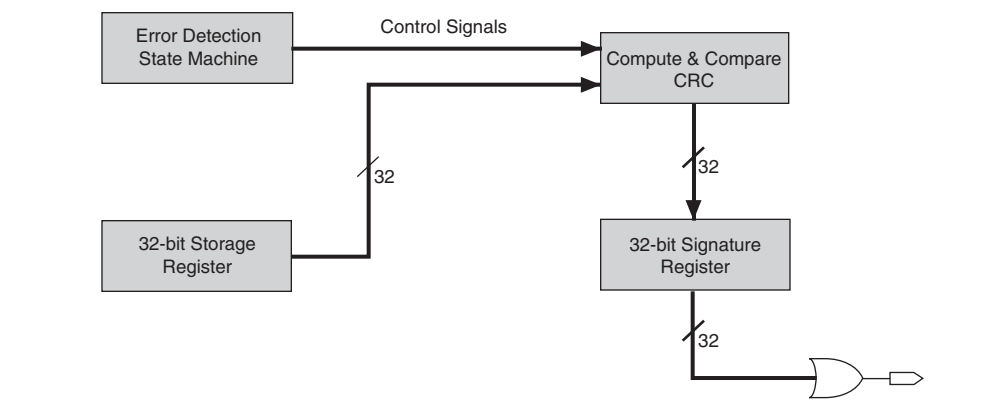 Error Detection
State Machine
Control Signals
Compute & Compare
CRC
32
32
32-bit Storage
Register
32-bit Signature
Register
32